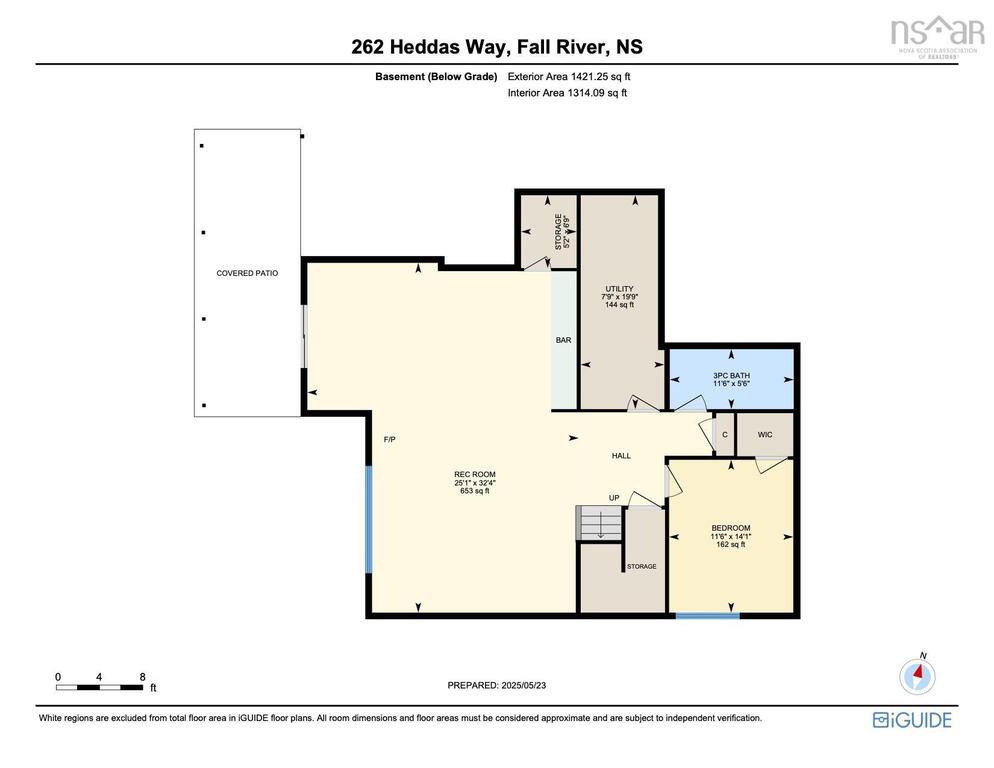 nsAR
NOVA SCOTIA ASSOCIATION
OF REALTORS®
262 Heddas Way, Fall River, NS
Basement (Below Grade) Exterior Area 1421.25 sq ft
Interior Area 1314.09 sq ft
COVERED PATIO
STORAGE
5'2" x 6'9"
UTILITY
7'9" x 19'9"
144 sq ft
BAR
3PC BATH
11'6" x 5'6"
C
WIC
F/P
HALL
REC ROOM
25'1" x 32'4"
653 sq ft
UP
BEDROOM
11'6" x 14'1"
162 sq ft
STORAGE
N
0 4 8
ft
PREPARED: 2025/05/23
White regions are excluded from total floor area in iGUIDE floor plans. All room dimensions and floor areas must be considered approximate and are subject to independent verification.
iGUIDE